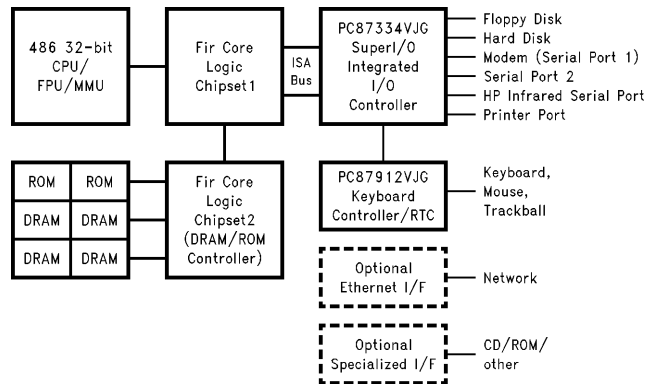 486 32-bit
CPU/
FPU/MMU
Fir Core
Logic
Chipset1
ISA
Bus
PC87334VJG
SuperI/O
Integrated
I/O
Controller
Floppy Disk
Hard Disk
Modem (Serial Port 1)
Serial Port 2
HP Infrared Serial Port
Printer Port
ROM ROM
DRAM DRAM
DRAM DRAM
Fir Core
Logic
Chipset2
(DRAM/ROM
Controller)
PC87912VJG
Keyboard
Controller/RTC
Keyboard,
Mouse,
Trackball
Optional
Ethernet I/F
Network
Optional
Specialized I/F
CD/ROM/
other